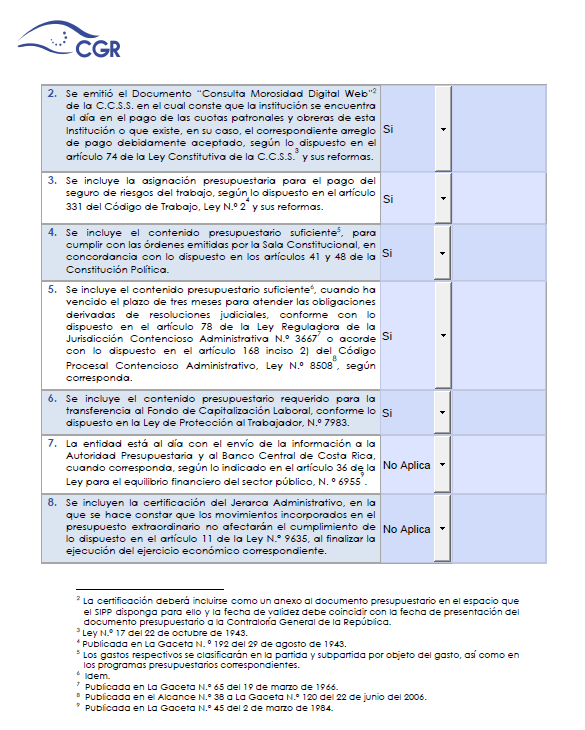 CGR
2. Se emitió el Documento "Consulta Morosidad Digital Web"2
de la C.C.S.S. en el cual conste que la institución se encuentra
al día en el pago de las cuotas patronales y obreras de esta
Institución o que existe, en su caso, el correspondiente arreglo
de pago debidamente aceptado, según lo dispuesto en el
artículo 74 de la Ley Constitutiva de la C.C.S.S.3 y sus reformas.
Si
3. Se incluye la asignación presupuestaria para el pago del
seguro de riesgos del trabajo, según lo dispuesto en el artículo
331 del Código de Trabajo, Ley N.º 24 y sus reformas.
Si
4. Se incluye el contenido presupuestario suficiente5, para
cumplir con las órdenes emitidas por la Sala Constitucional, en
concordancia con lo dispuesto en los artículos 41 y 48 de la
Constitución Política.
Si
5. Se incluye el contenido presupuestario suficiente6, cuando ha
vencido el plazo de tres meses para atender las obligaciones
derivadas de resoluciones judiciales, conforme con lo
dispuesto en el artículo 78 de la Ley Reguladora de la
Jurisdicción Contencioso Administrativa N.º 36677 o acorde
con lo dispuesto en el artículo 168 inciso 2) del Código
Procesal Contencioso Administrativo, Ley N.º 85088, según
corresponda.
Si
6. Se incluye el contenido presupuestario requerido para la
transferencia al Fondo de Capitalización Laboral, conforme lo
dispuesto en la Ley de Protección al Trabajador, N.º 7983.
Si
7. La entidad está al día con el envío de la información a la
Autoridad Presupuestaria y al Banco Central de Costa Rica,
cuando corresponda, según lo indicado en el artículo 36 de la
Ley para el equilibrio financiero del sector público, N. º 69559.
No Aplica
8. Se incluyen la certificación del Jerarca Administrativo, en la
que se hace constar que los movimientos incorporados en el
presupuesto extraordinario no afectarán el cumplimiento de
lo dispuesto en el artículo 11 de la Ley N.º 9635, al finalizar la
ejecución del ejercicio económico correspondiente.
No Aplica
2 La certificación deberá incluirse como un anexo al documento presupuestario en el espacio que
el SIPP disponga para ello y la fecha de validez debe coincidir con la fecha de presentación del
documento presupuestario a la Contraloría General de la República.
3 Ley N.º 17 del 22 de octubre de 1943.
4 Publicada en La Gaceta N. º 192 del 29 de agosto de 1943.
5 Los gastos respectivos se clasificarán en la partida y subpartida por objeto del gasto, así como en
los programas presupuestarios correspondientes.
6 Idem.
7 Publicada en La Gaceta N.º 65 del 19 de marzo de 1966.
8 Publicada en el Alcance N.º 38 a La Gaceta N.º 120 del 22 de junio del 2006.
9 Publicada en La Gaceta N.º 45 del 2 de marzo de 1984.